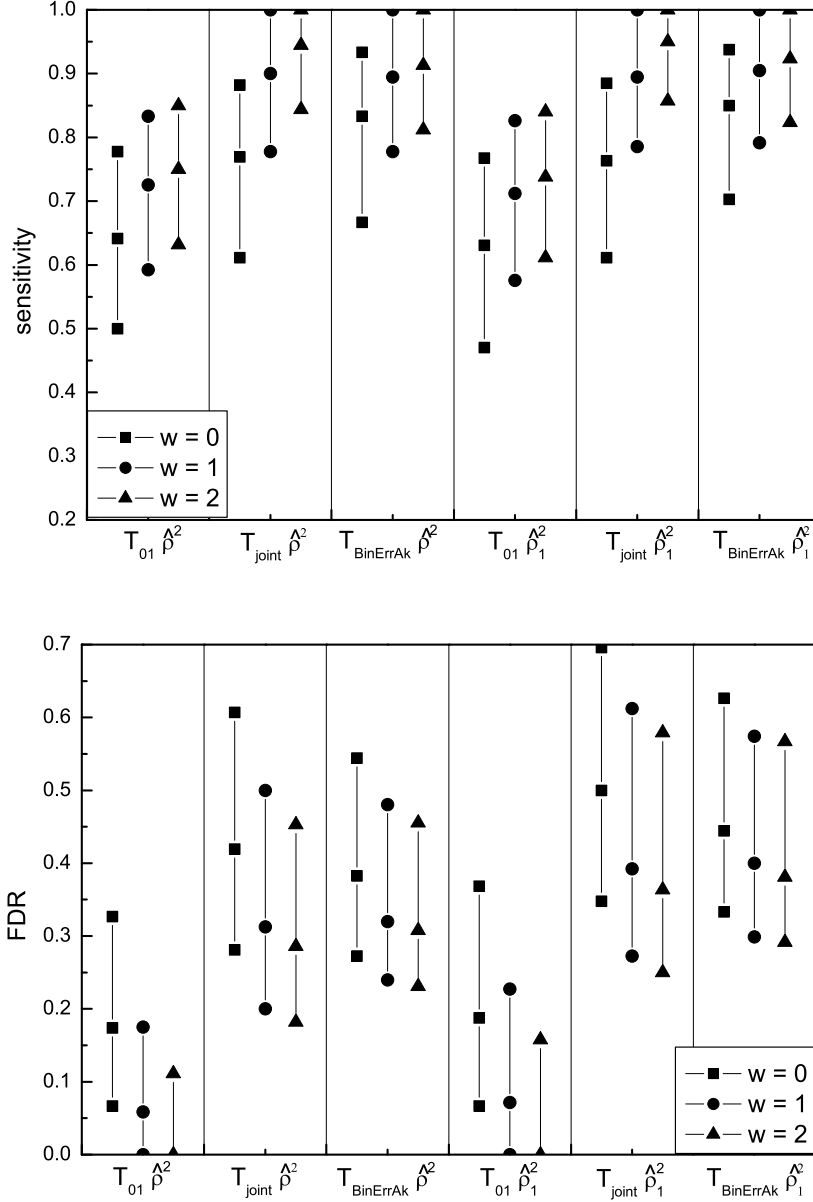 1.0
0.9
0.8
0.7
0.6
0.5
0.4
0.3
0.2
sensitivity
w = 0
w = 1
w = 2
T01 ρ̂² Tjoint ρ̂² TBinErrAk ρ̂² T01 ρ̂1² Tjoint ρ̂1² TBinErrAk ρ̂1²
0.7
0.6
0.5
0.4
0.3
0.2
0.1
0.0
FDR
w = 0
w = 1
w = 2
T01 ρ̂² Tjoint ρ̂² TBinErrAk ρ̂² T01 ρ̂1² Tjoint ρ̂1² TBinErrAk ρ̂1²